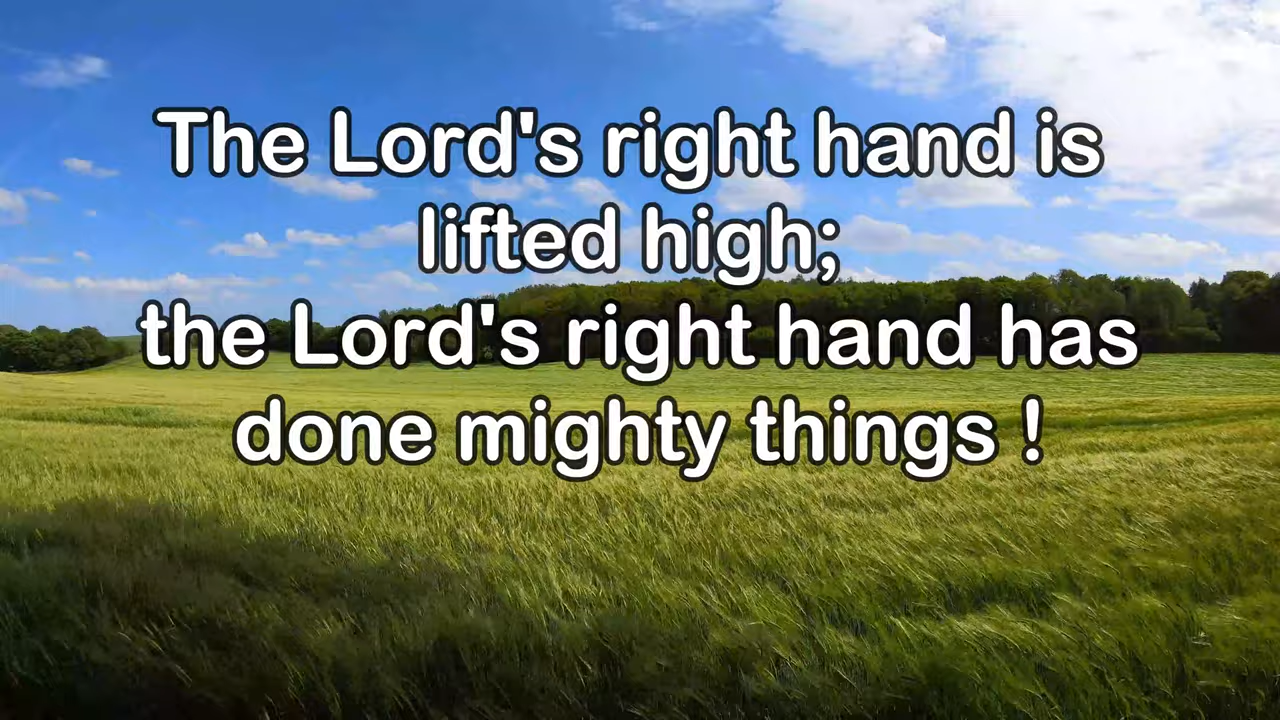 The Lord's right hand is
lifted high;
the Lord's right hand has
done mighty things !